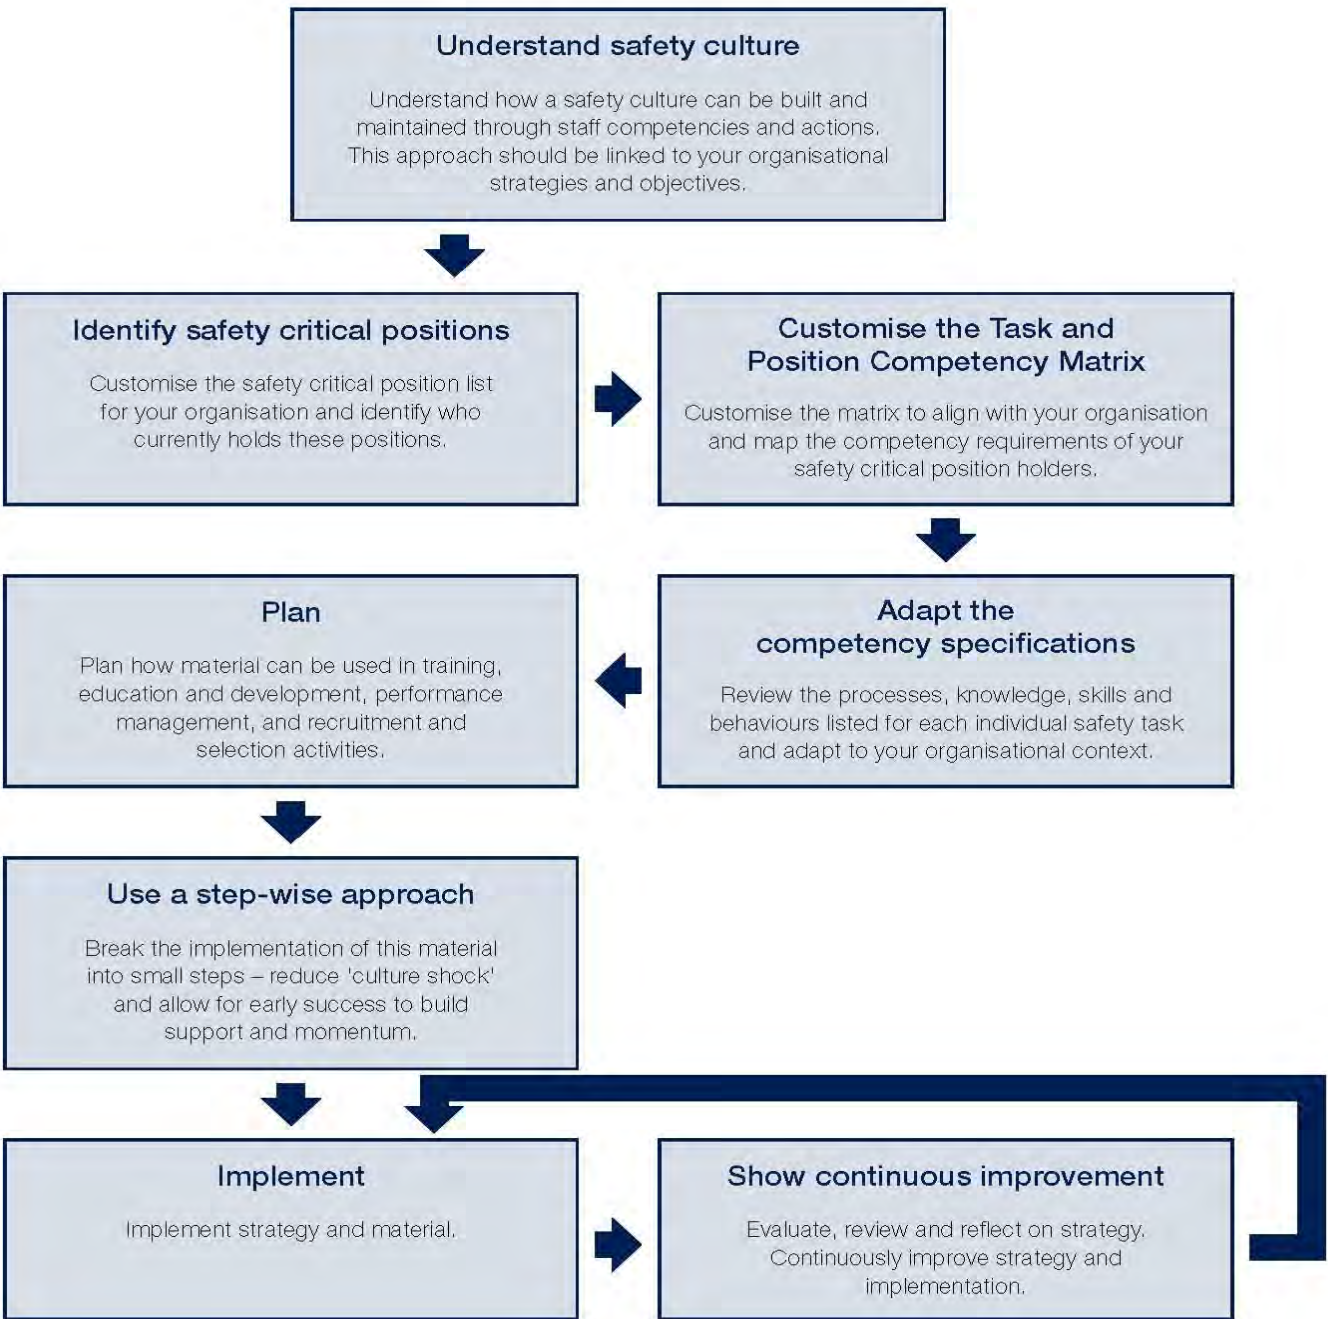 Understand safety culture
Understand how a safety culture can be built and
maintained through staff competencies and actions.
This approach should be linked to your organisational
strategies and objectives.
Identify safety critical positions
Customise the safety critical position list
for your organisation and identify who
currently holds these positions.
Customise the Task and
Position Competency Matrix
Customise the matrix to align with your organisation
and map the competency requirements of your
safety critical position holders.
Adapt the
competency specifications
Review the processes, knowledge, skills and
behaviours listed for each individual safety task
and adapt to your organisational context.
Plan
Plan how material can be used in training,
education and development, performance
management, and recruitment and
selection activities.
Use a step-wise approach
Break the implementation of this material
into small steps – reduce 'culture shock'
and allow for early success to build
support and momentum.
Implement
Implement strategy and material.
Show continuous improvement
Evaluate, review and reflect on strategy.
Continuously improve strategy and
implementation.